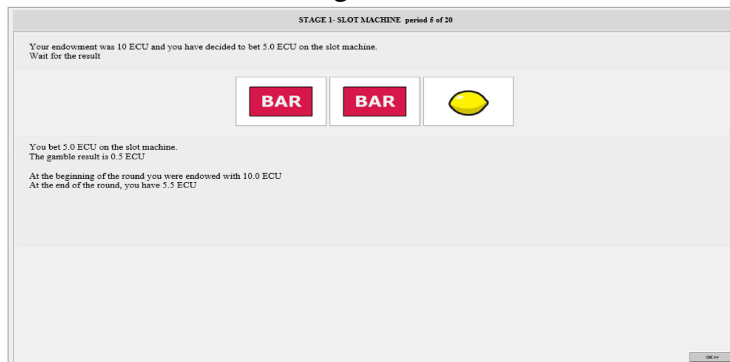 STAGE 1- SLOT MACHINE period 6 of 20
Your endowment was 10 ECU and you have decided to bet 5.0 ECU on the slot machine.
Wait for the result
BAR BAR
You bet 5.0 ECU on the slot machine.
The gamble result is 0.5 ECU
At the beginning of the round you were endowed with 10.0 ECU
At the end of the round, you have 5.5 ECU
OK >>